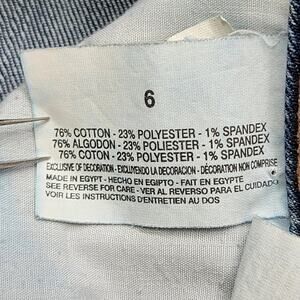 6
76% COTTON - 23% POLYESTER - 1% SPANDEX
76% ALGODON - 23% POLIESTER - 1% SPANDEX
76% COTON - 23% POLYESTER - 1% SPANDEX
EXCLUSIVE OF DECORATION - EXCLUYENDO LA DECORACION - DÉCORATION NON COMPRISE
MADE IN EGYPT - HECHO EN EGIPTO - FAIT EN EGYPTE
SEE REVERSE FOR CARE - VER AL REVERSO PARA EL CUIDADO
VOIR LES INSTRUCTIONS D'ENTRETIEN AU DOS